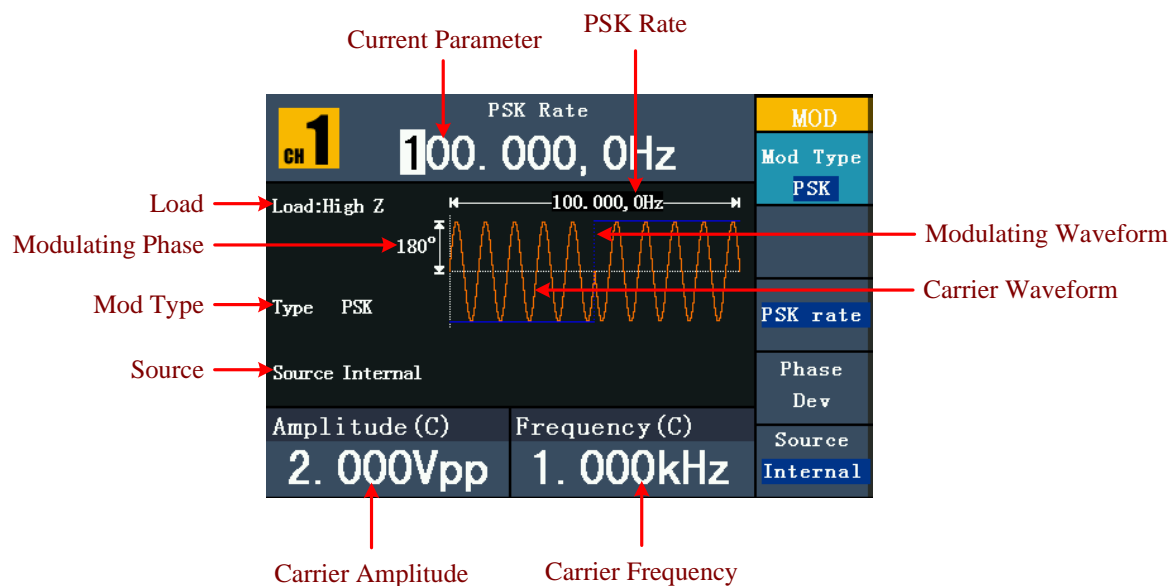 PSK Rate
Current Parameter
CH 1
PSK Rate
100.000,0Hz
MOD
Mod Type
PSK
Load
Load:High Z
100.000,0Hz
Modulating Phase
180°
Modulating Waveform
Carrier Waveform
Mod Type
Type PSK
PSK rate
Source
Source Internal
Phase
Dev
Amplitude(C)
Frequency(C)
Source
2.000Vpp
1.000kHz
Internal
Carrier Amplitude
Carrier Frequency